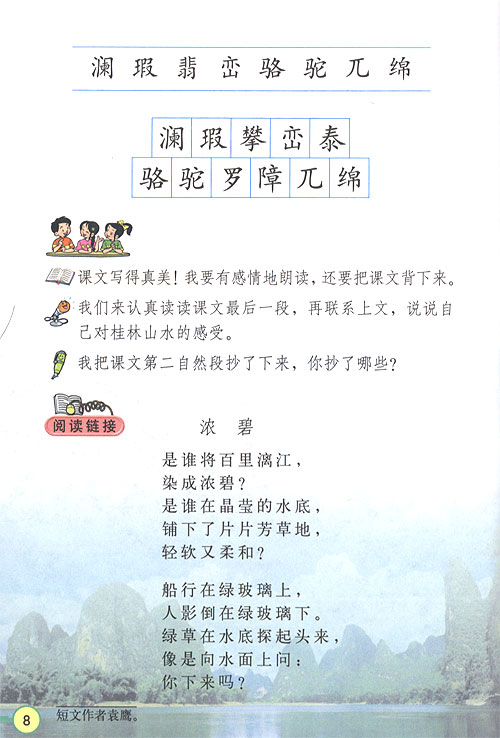 澜 瑕 翡 峦 骆 驼 兀 绵
澜瑕攀峦泰
骆驼罗障兀绵
课文写得真美！我要有感情地朗读，还要把课文背下来。
我们来认真读读课文最后一段，再联系上文，说说自
己对桂林山水的感受。
我把课文第二自然段抄了下来，你抄了哪些？
阅读链接
浓 碧
是谁将百里漓江，
染成浓碧？
是谁在晶莹的水底，
铺下了片片芳草地，
轻软又柔和？
船行在绿玻璃上，
人影倒在绿玻璃下。
绿草在水底探起头来，
像是向水面上问：
你下来吗？
短文作者袁鹰。
8